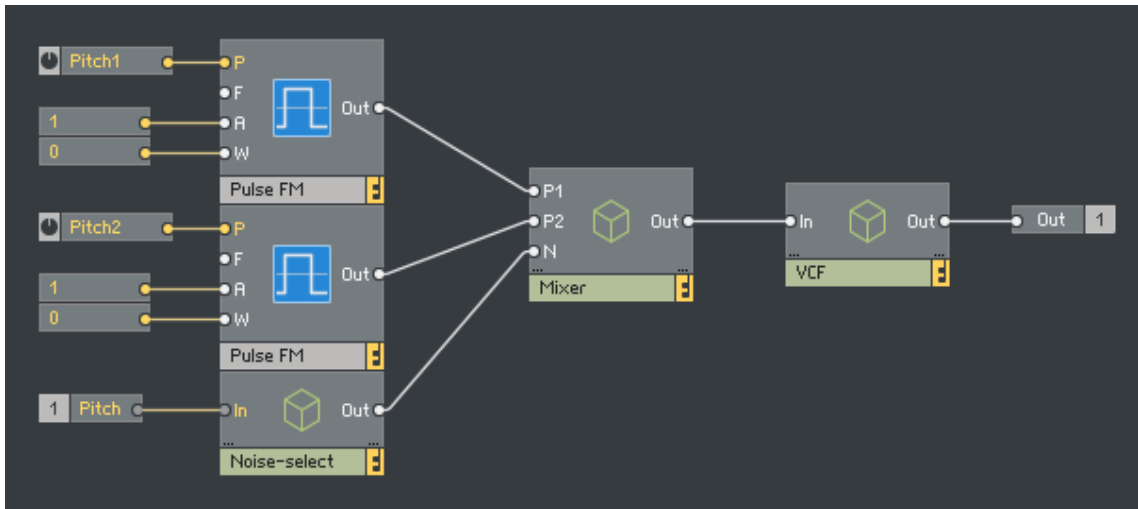 Pitch1
P
F
A
W
Out
1
0
Pulse FM
Pitch2
P
F
A
W
Out
1
0
Pulse FM
1 Pitch
In
Out
...
...
Noise-select
P1
P2
N
Out
...
...
Mixer
In
Out
...
...
VCF
Out 1